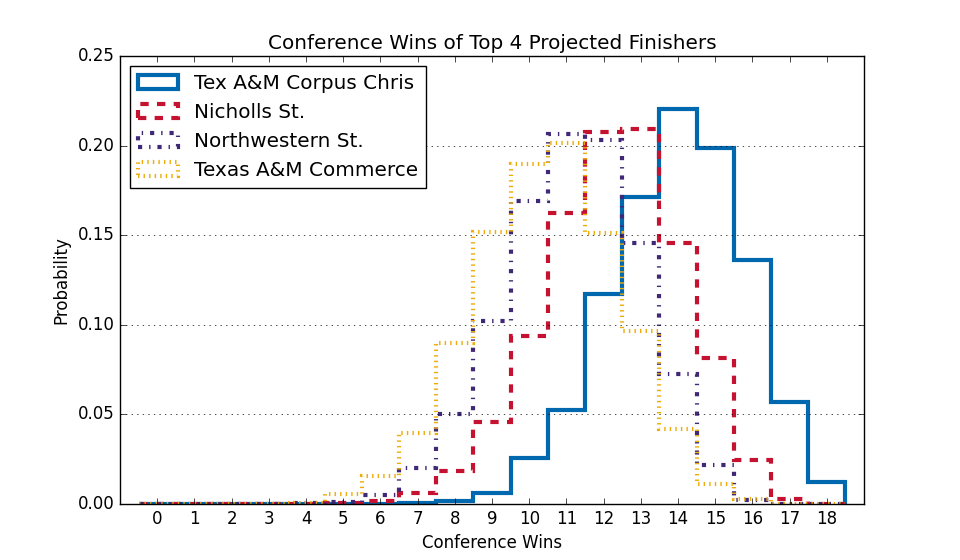 Conference Wins of Top 4 Projected Finishers
Tex A&M Corpus Chris
Nicholls St.
Northwestern St.
Texas A&M Commerce
Probability
0.25
0.20
0.15
0.10
0.05
0.00
0 1 2 3 4 5 6 7 8 9 10 11 12 13 14 15 16 17 18
Conference Wins